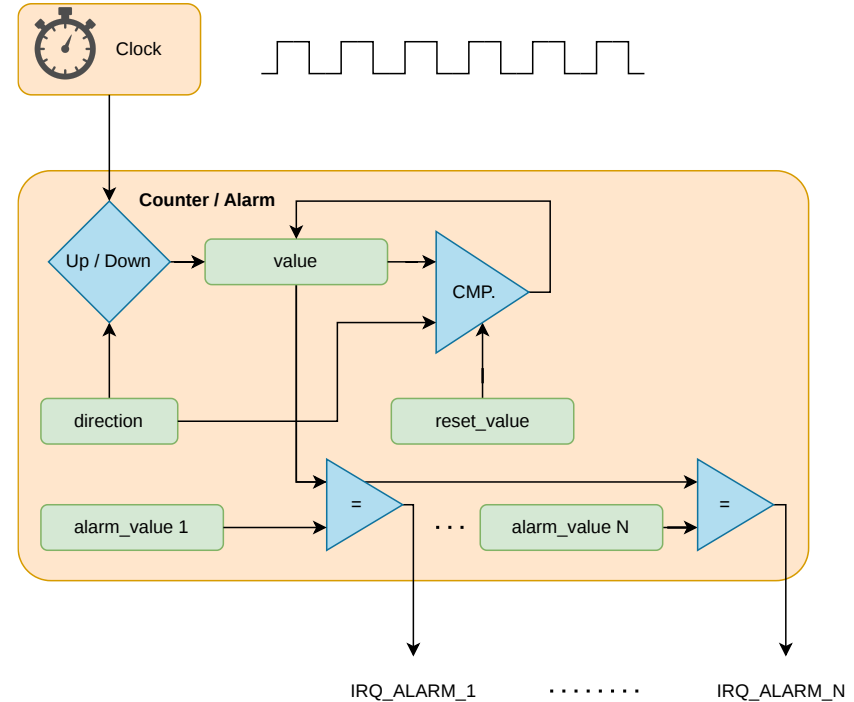 Clock
Counter / Alarm
Up / Down
value
CMP.
direction
reset_value
=
=
alarm_value 1
. . .
alarm_value N
IRQ_ALARM_1
. . . . . . . .
IRQ_ALARM_N